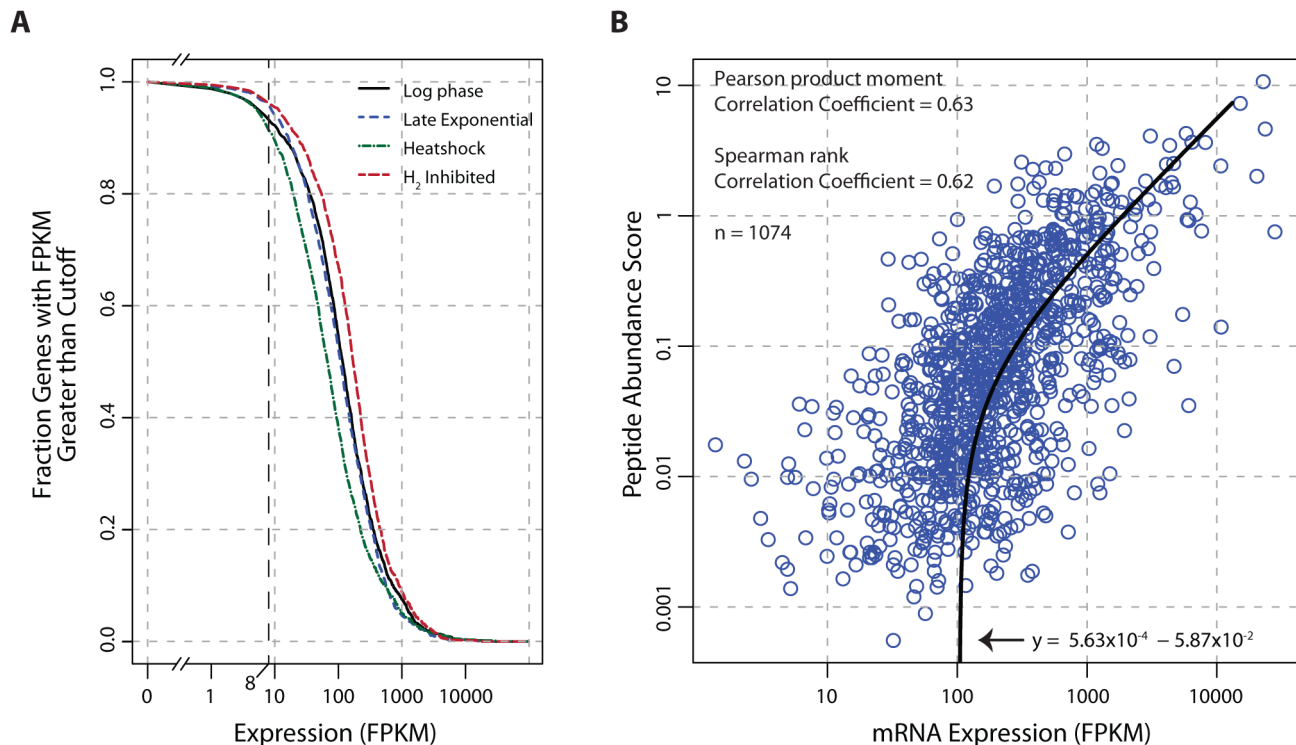 A
Fraction Genes with FPKM
Greater than Cutoff
1.0
0.8
0.6
0.4
0.2
0.0
Log phase
Late Exponential
Heatshock
H2 Inhibited
0 1 8 10 100 1000 10000
Expression (FPKM)
B
Peptide Abundance Score
10
1
0.1
0.01
0.001
Pearson product moment
Correlation Coefficient = 0.63
Spearman rank
Correlation Coefficient = 0.62
n = 1074
y = 5.63x10-4 − 5.87x10-2
10 100 1000 10000
mRNA Expression (FPKM)